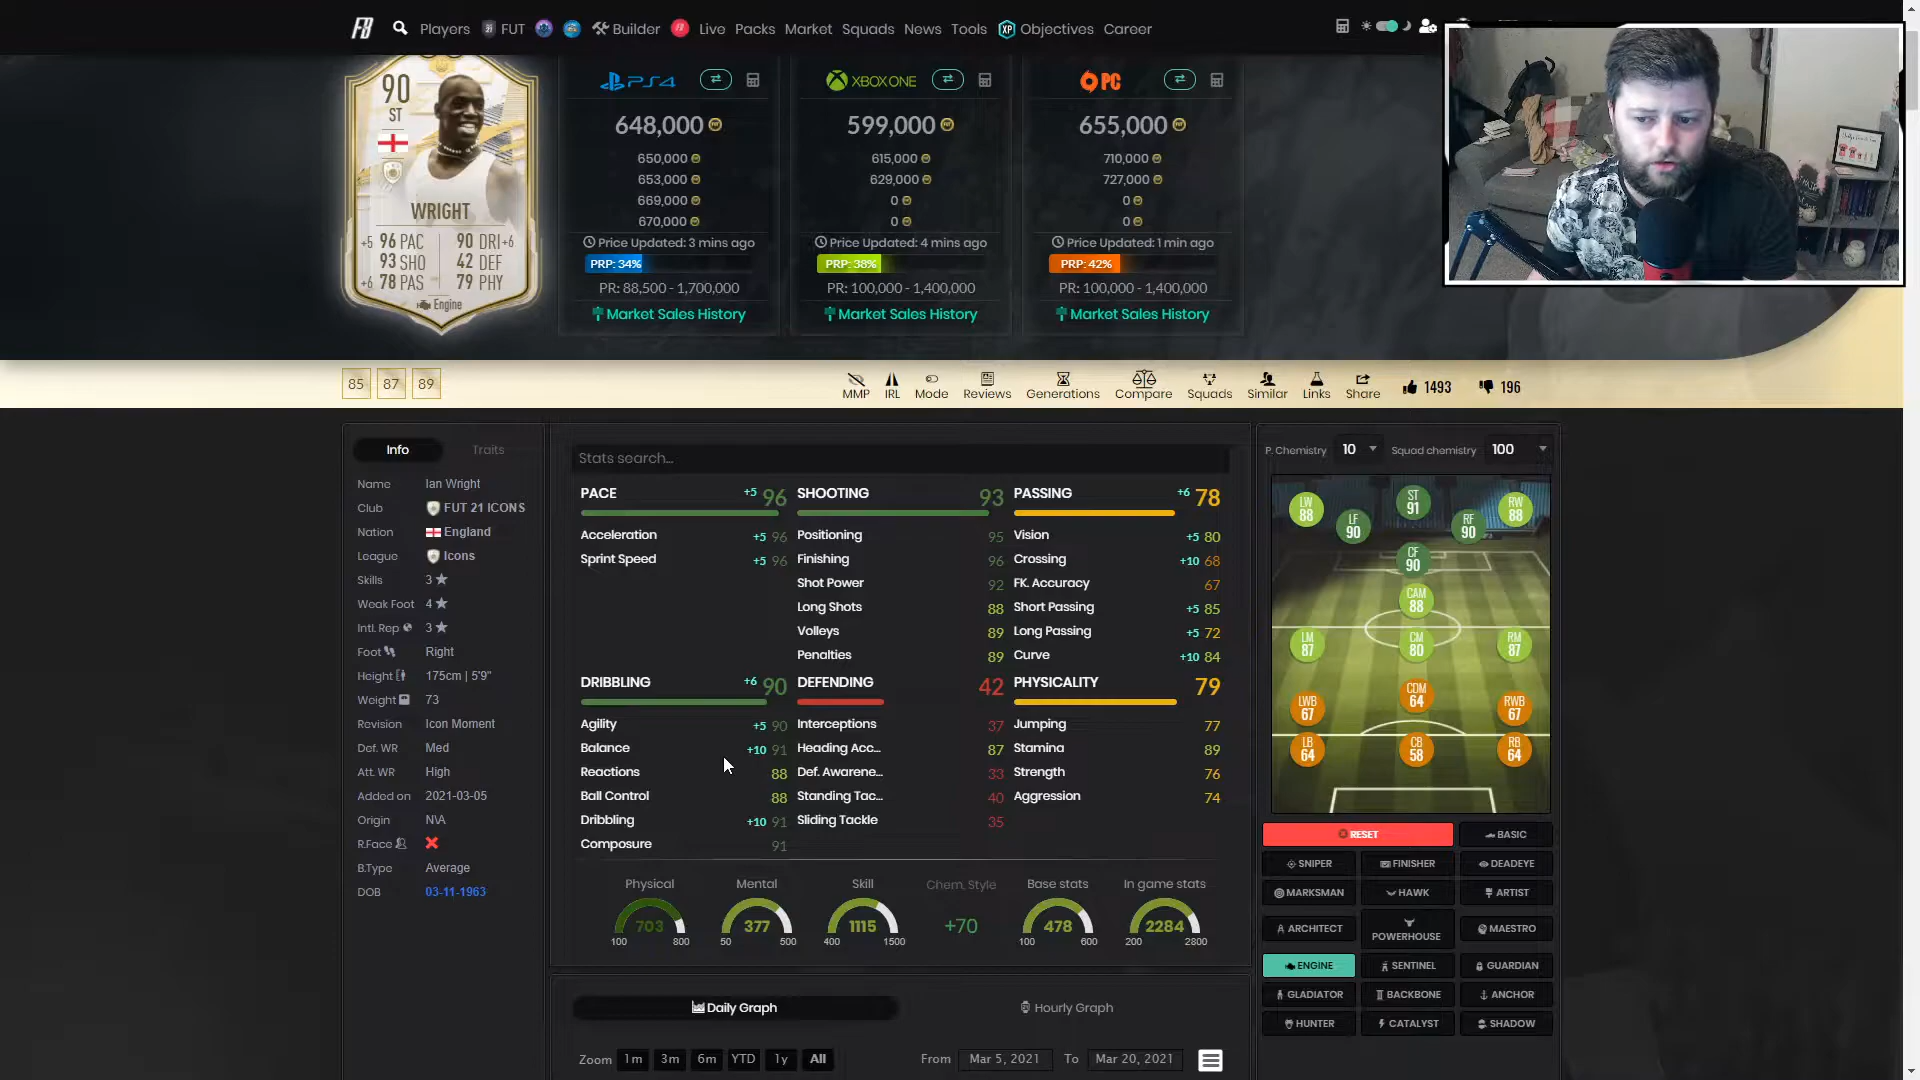 FB Players FUT Builder Live Packs Market Squads News Tools XP Objectives Career
90
ST
WRIGHT
+5 96 PAC 90 DRI +6
93 SHO 42 DEF
+6 78 PAS 79 PHY
Engine
PS4
648,000
650,000
653,000
669,000
670,000
Price Updated: 3 mins ago
PRP: 34%
PR: 88,500 - 1,700,000
Market Sales History
XBOX ONE
599,000
615,000
629,000
0
0
Price Updated: 4 mins ago
PRP: 38%
PR: 100,000 - 1,400,000
Market Sales History
PC
655,000
710,000
727,000
0
0
Price Updated: 1 min ago
PRP: 42%
PR: 100,000 - 1,400,000
Market Sales History
85 87 89
MMP IRL Mode Reviews Generations Compare Squads Similar Links Share 1493 196
Info Traits
Name Ian Wright
Club FUT 21 ICONS
Nation England
League Icons
Skills 3
Weak Foot 4
Intl. Rep 3
Foot Right
Height 175cm | 5'9"
Weight 73
Revision Icon Moment
Def. WR Med
Att. WR High
Added on 2021-03-05
Origin N\A
R.Face
B.Type Average
DOB 03-11-1963
Stats search...
PACE +5 96
Acceleration +5 96
Sprint Speed +5 96
SHOOTING 93
Positioning 95
Finishing 96
Shot Power 92
Long Shots 88
Volleys 89
Penalties 89
PASSING +6 78
Vision +5 80
Crossing +10 68
FK. Accuracy 67
Short Passing +5 85
Long Passing +5 72
Curve +10 84
DRIBBLING +6 90
Agility +5 90
Balance +10 91
Reactions 88
Ball Control 88
Dribbling +10 91
Composure 91
DEFENDING 42
Interceptions 37
Heading Acc... 87
Def. Awarene... 33
Standing Tac... 40
Sliding Tackle 35
PHYSICALITY 79
Jumping 77
Stamina 89
Strength 76
Aggression 74
Physical Mental Skill Chem. Style Base stats In game stats
703 377 1115 +70 478 2284
100 800 50 500 400 1500 100 600 200 2800
Daily Graph Hourly Graph
Zoom 1m 3m 6m YTD 1y All From Mar 5, 2021 To Mar 20, 2021
P. Chemistry 10 Squad chemistry 100
LW 88
ST 91
RW 88
LF 90
RF 90
CF 90
CAM 88
LM 87
CM 80
RM 87
LWB 67
CDM 64
RWB 67
LB 64
CB 58
RB 64
RESET BASIC
SNIPER FINISHER DEADEYE
MARKSMAN HAWK ARTIST
ARCHITECT POWERHOUSE MAESTRO
ENGINE SENTINEL GUARDIAN
GLADIATOR BACKBONE ANCHOR
HUNTER CATALYST SHADOW